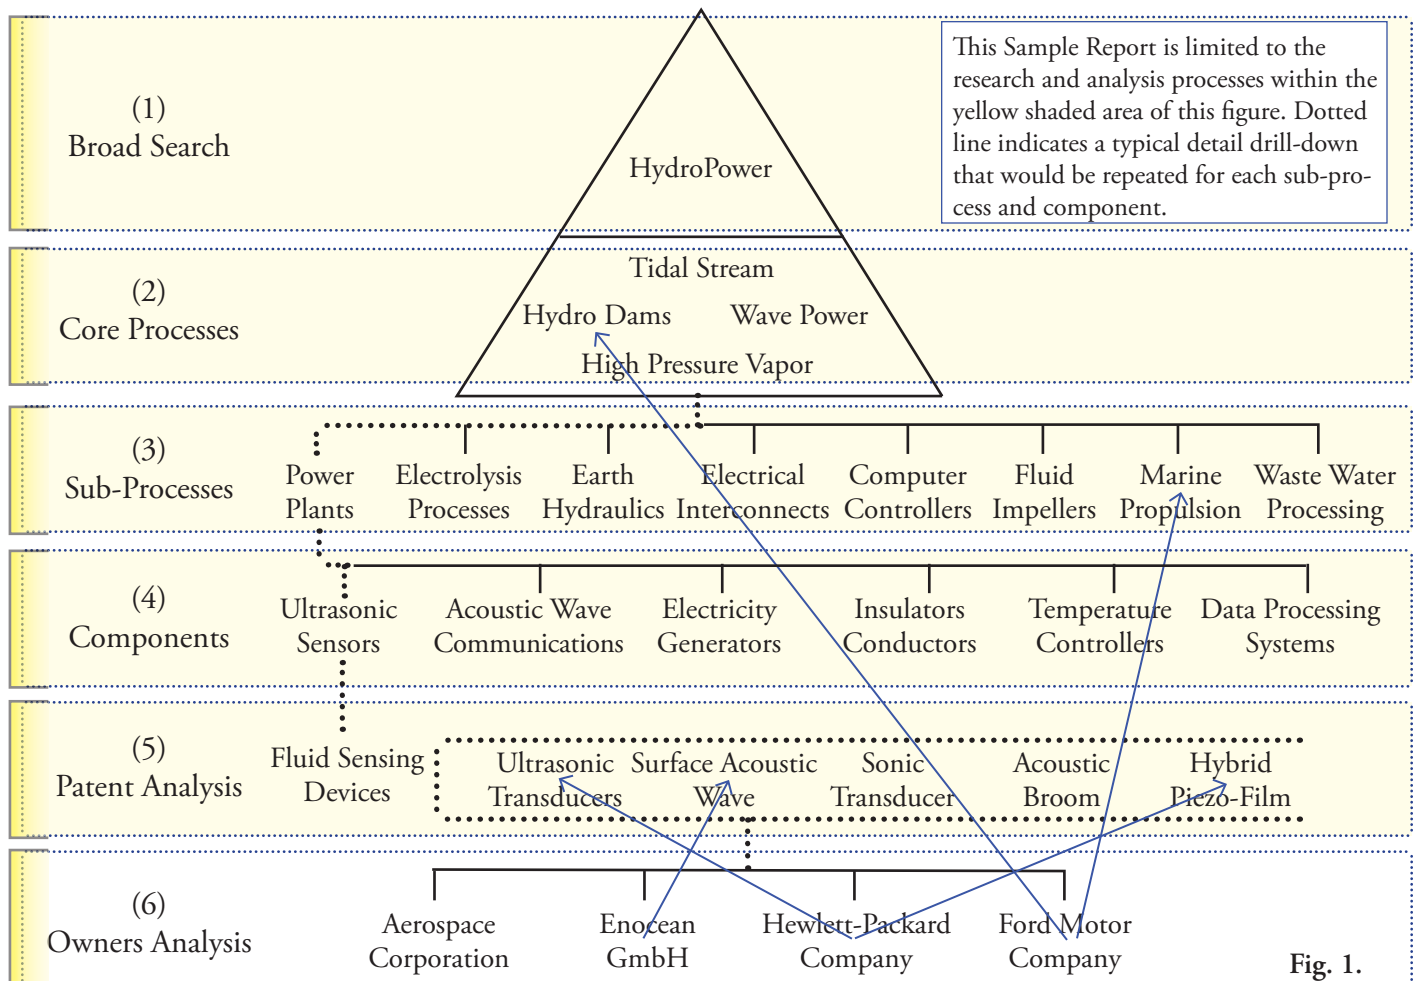 This Sample Report is limited to the
research and analysis processes within the
yellow shaded area of this figure. Dotted
line indicates a typical detail drill-down
that would be repeated for each sub-pro-
cess and component.
(1)
Broad Search
HydroPower
(2)
Core Processes
Tidal Stream
Hydro Dams
Wave Power
High Pressure Vapor
(3)
Sub-Processes
Power
Plants
Electrolysis
Processes
Earth
Hydraulics
Electrical
Interconnects
Computer
Controllers
Fluid
Impellers
Marine
Propulsion
Waste Water
Processing
(4)
Components
Ultrasonic
Sensors
Acoustic Wave
Communications
Electricity
Generators
Insulators
Conductors
Temperature
Controllers
Data Processing
Systems
(5)
Patent Analysis
Fluid Sensing
Devices
Ultrasonic
Transducers
Surface Acoustic
Wave
Sonic
Transducer
Acoustic
Broom
Hybrid
Piezo-Film
(6)
Owners Analysis
Aerospace
Corporation
Enocean
GmbH
Hewlett-Packard
Company
Ford Motor
Company
Fig. 1.